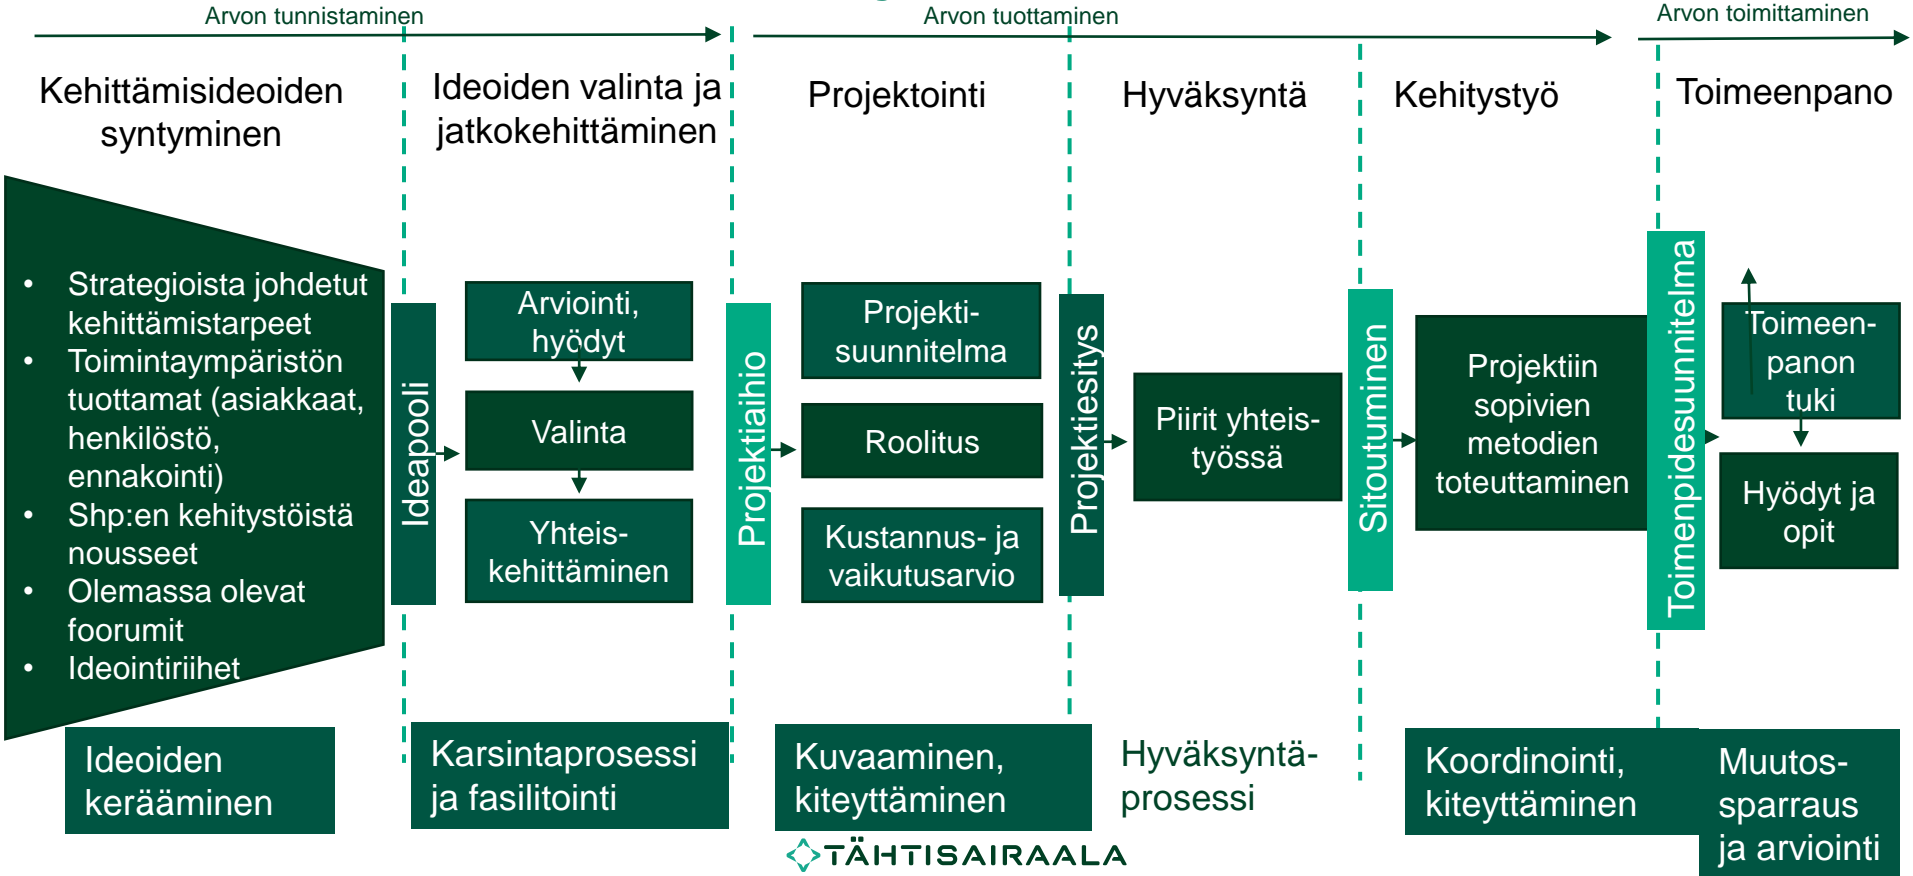 Arvon tunnistaminen
Arvon tuottaminen
Arvon toimittaminen
Kehittämisideoiden
syntyminen
Ideoiden valinta ja
jatkokehittäminen
Projektointi
Hyväksyntä
Kehitystyö
Toimeenpano
• Strategioista johdetut
kehittämistarpeet
• Toimintaympäristön
tuottamat (asiakkaat,
henkilöstö,
ennakointi)
• Shp:en kehitystöistä
nousseet
• Olemassa olevat
foorumit
• Ideointiriihet
Ideapooli
Arviointi,
hyödyt
Valinta
Yhteis-
kehittäminen
Projektiaihio
Projekti-
suunnitelma
Roolitus
Kustannus- ja
vaikutusarvio
Projektiesitys
Piirit yhteis-
työssä
Sitoutuminen
Projektiin
sopivien
metodien
toteuttaminen
Toimenpidesuunnitelma
Toimeen-
panon
tuki
Hyödyt ja
opit
Ideoiden
kerääminen
Karsintaprosessi
ja fasilitointi
Kuvaaminen,
kiteyttäminen
Hyväksyntä-
prosessi
Koordinointi,
kiteyttäminen
Muutos-
sparraus
ja arviointi
TÄHTISAIRAALA